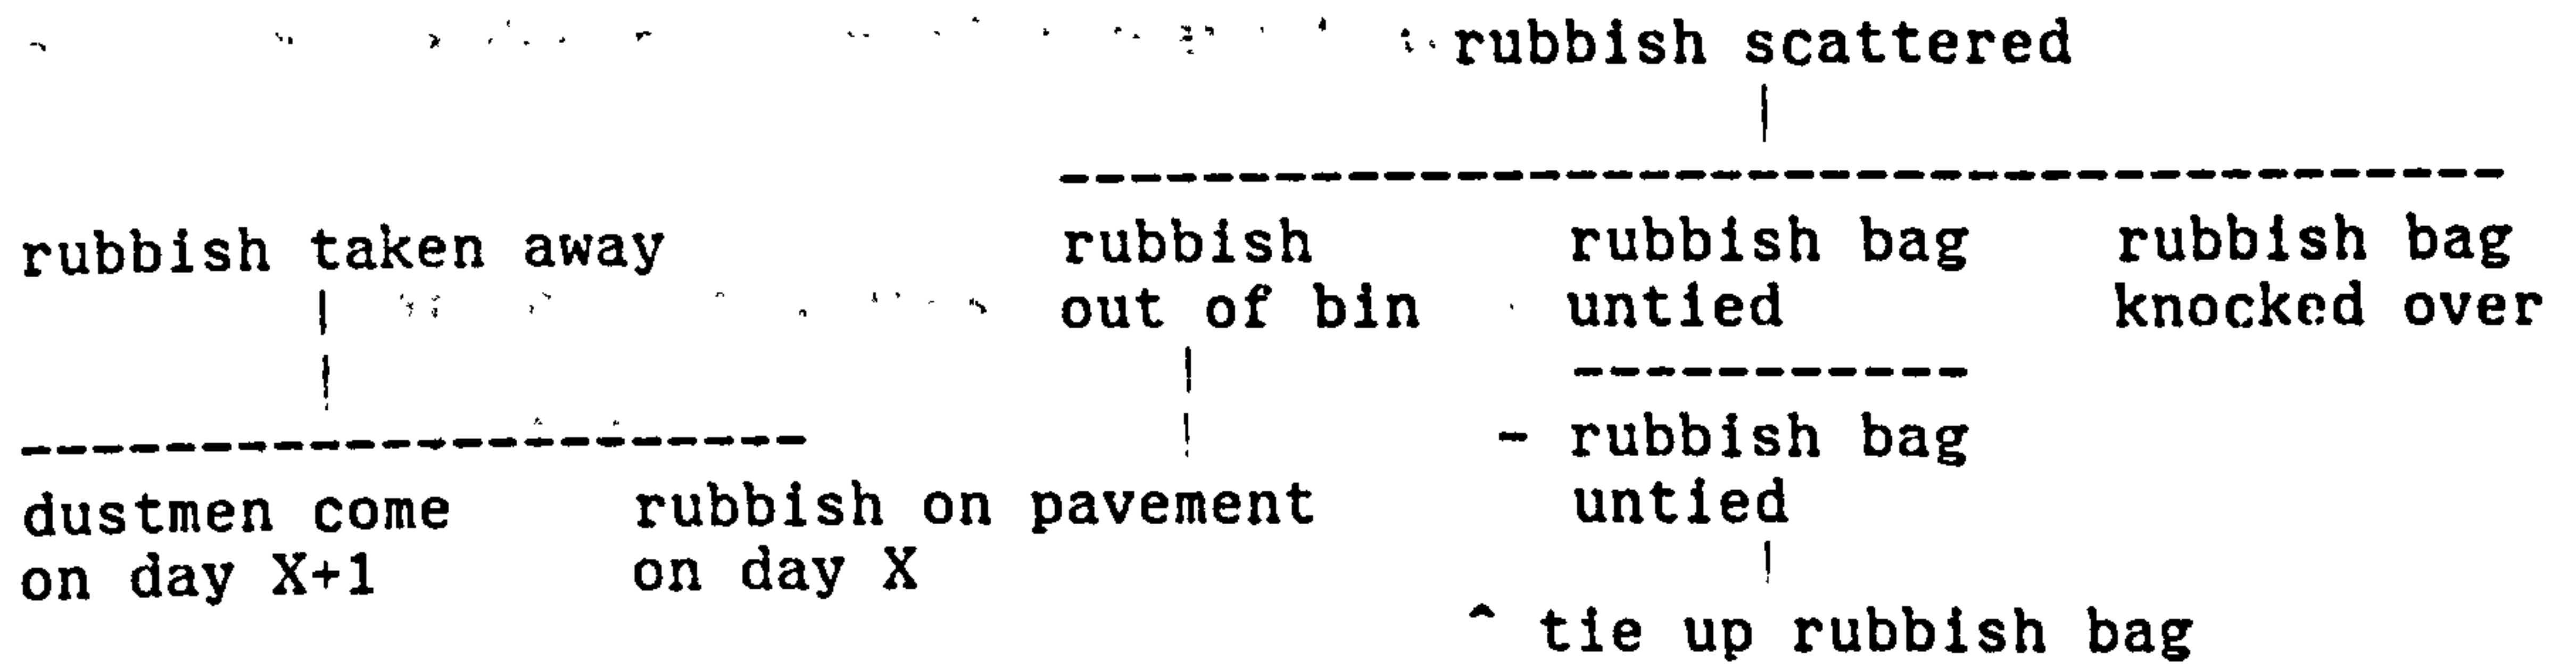 rubbish scattered
rubbish taken away
rubbish out of bin
rubbish bag untied
rubbish bag knocked over
- rubbish bag untied
dustmen come on day X+1
rubbish on pavement on day X
^ tie up rubbish bag